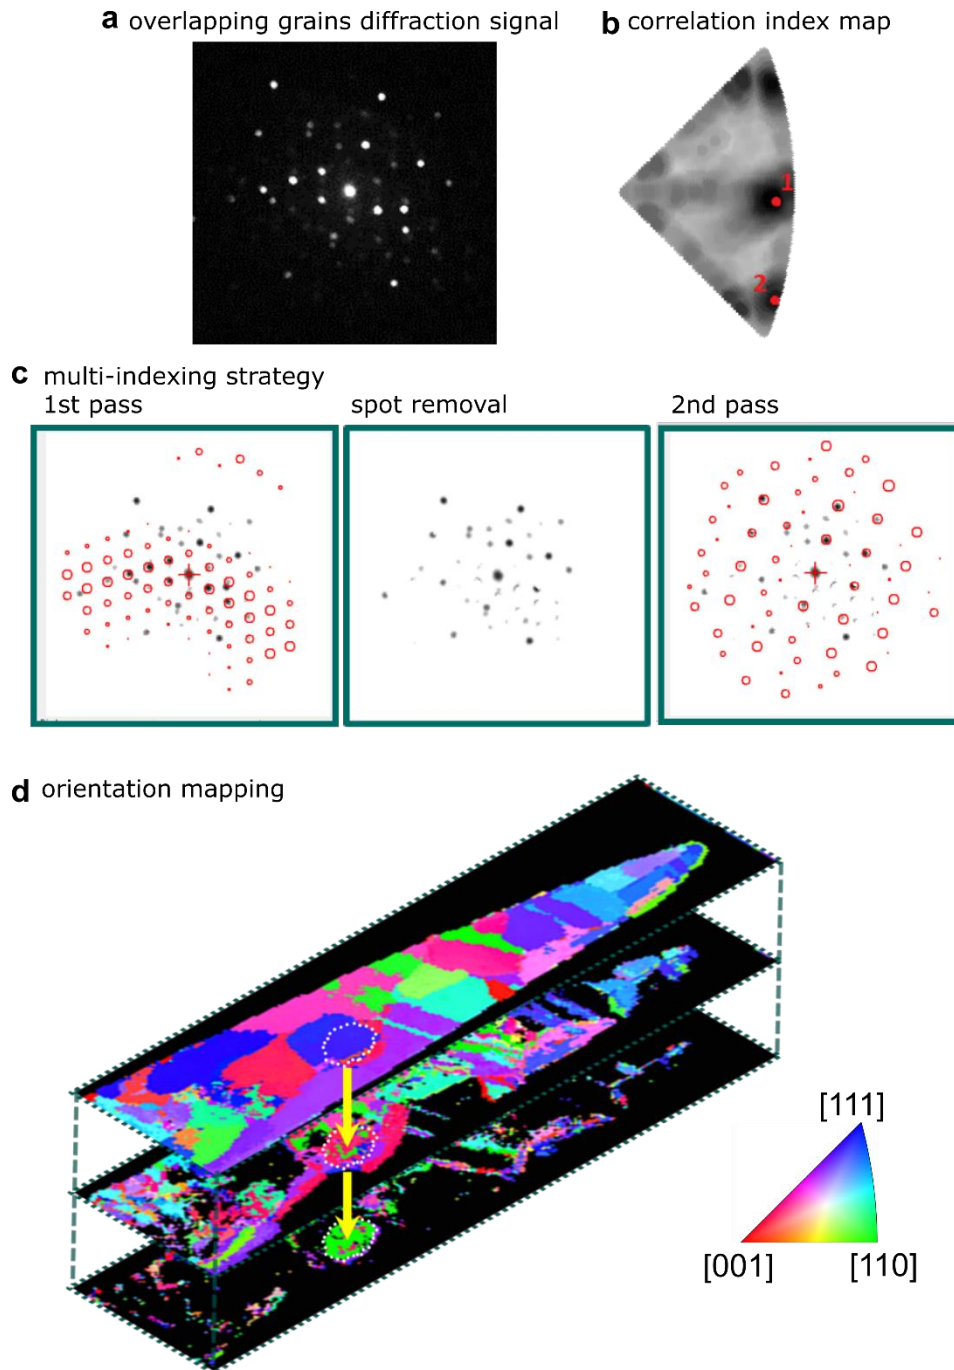 a overlapping grains diffraction signal
b correlation index map
1
2
c multi-indexing strategy
1st pass
spot removal
2nd pass
d orientation mapping
[111]
[001]
[110]